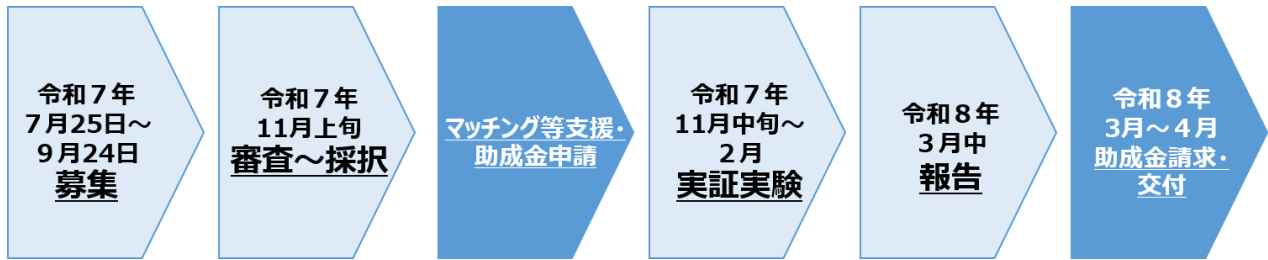 令和７年
７月25日～
９月24日
募集
令和７年
11月上旬
審査～採択
マッチング等支援・
助成金申請
令和７年
11月中旬～
２月
実証実験
令和８年
３月中
報告
令和８年
3月～４月
助成金請求・
交付